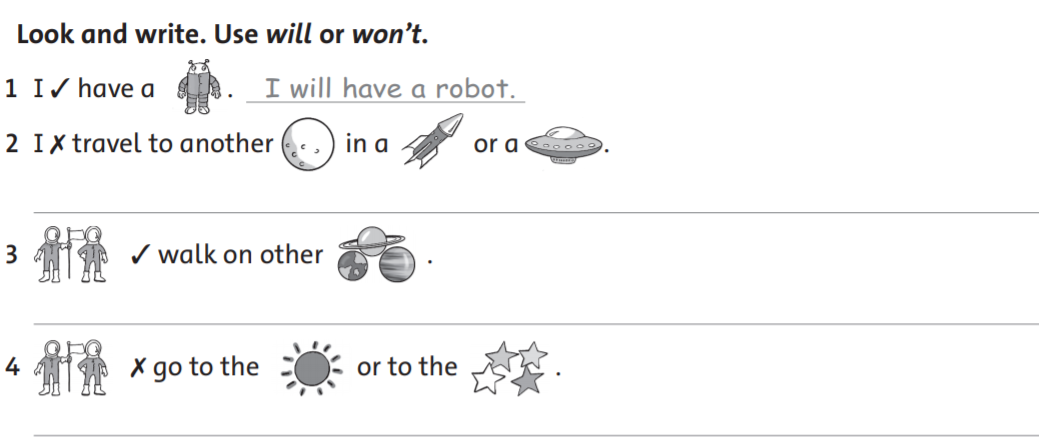 Look and write. Use will or won't.
1 I ✓ have a . I will have a robot.
2 I ✗ travel to another in a or a .
3 ✓ walk on other .
4 ✗ go to the or to the .